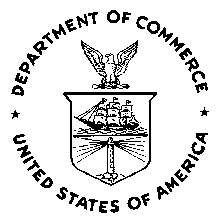 DEPARTMENT OF COMMERCE
UNITED STATES OF AMERICA